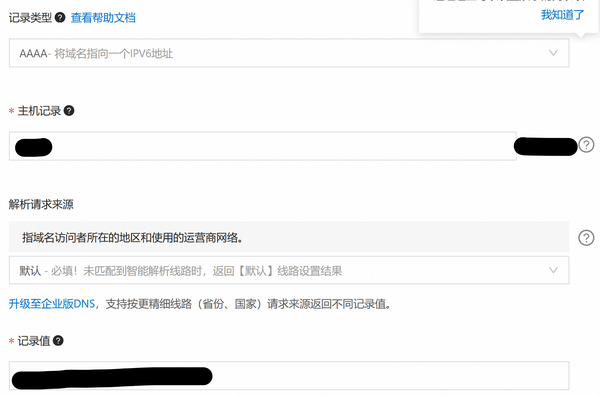 我知道了
记录类型 ? 查看帮助文档
AAAA- 将域名指向一个IPV6地址
* 主机记录 ?
?
解析请求来源
指域名访问者所在的地区和使用的运营商网络。
?
默认 - 必填！未匹配到智能解析线路时，返回【默认】线路设置结果
升级至企业版DNS，支持按更精细线路（省份、国家）请求来源返回不同记录值。
* 记录值 ?